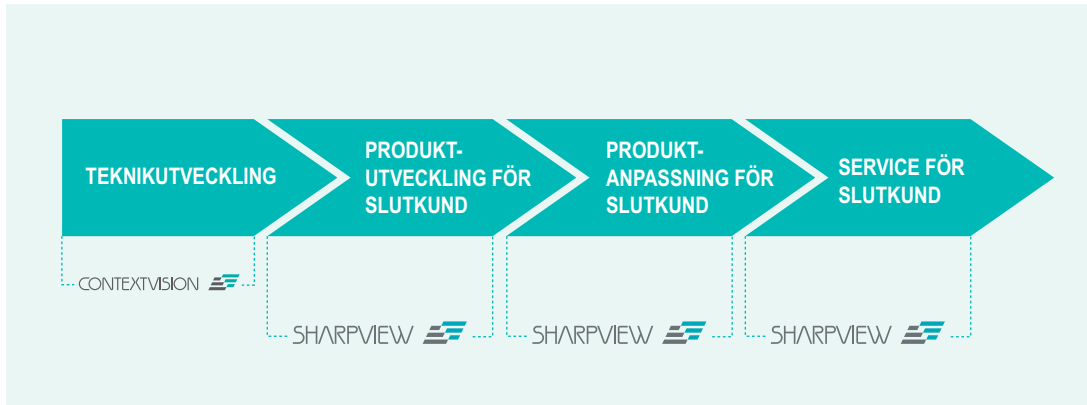 TEKNIKUTVECKLING
PRODUKT-
UTVECKLING FÖR
SLUTKUND
PRODUKT-
ANPASSNING FÖR
SLUTKUND
SERVICE FÖR
SLUTKUND
CONTEXTVISION
SHARPVIEW
SHARPVIEW
SHARPVIEW